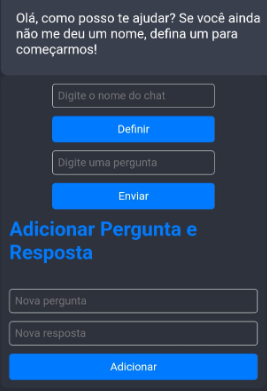 Olá, como posso te ajudar? Se você ainda
não me deu um nome, defina um para
começarmos!
Digite o nome do chat
Definir
Digite uma pergunta
Enviar
Adicionar Pergunta e
Resposta
Nova pergunta
Nova resposta
Adicionar